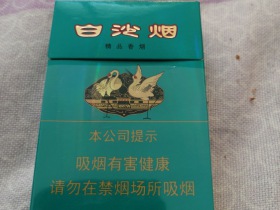 白沙烟
精品香烟
本公司提示
吸烟有害健康
请勿在禁烟场所吸烟